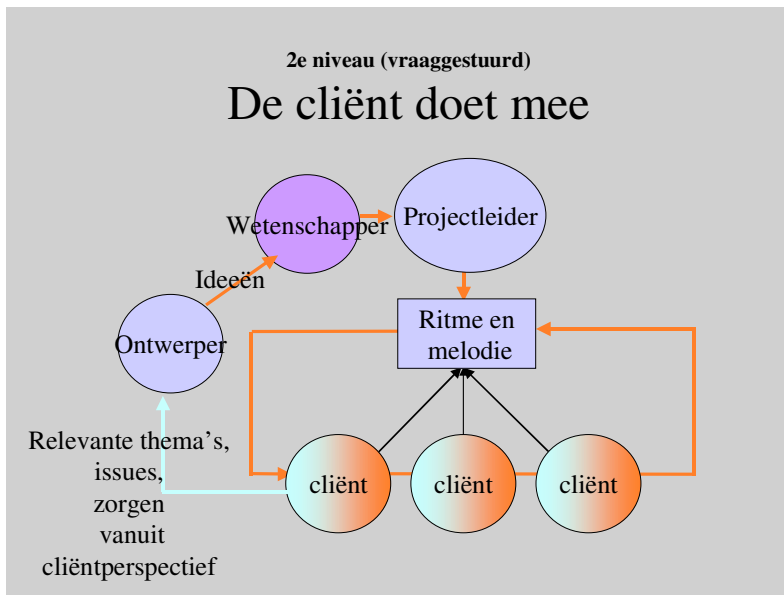 2e niveau (vraaggestuurd)
De cliënt doet mee
Wetenschapper
Projectleider
Ideeën
Ontwerper
Ritme en
melodie
Relevante thema's,
issues,
zorgen
vanuit
cliëntperspectief
cliënt
cliënt
cliënt